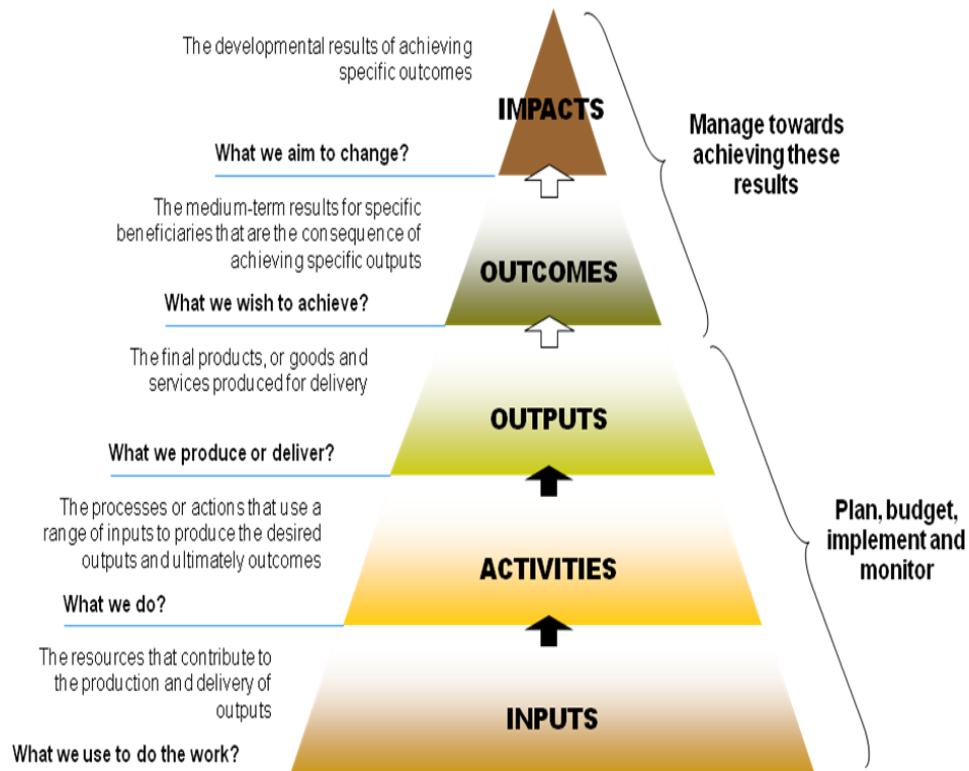 The developmental results of achieving
specific outcomes
IMPACTS
What we aim to change?
Manage towards
achieving these
results
The medium-term results for specific
beneficiaries that are the consequence of
achieving specific outputs
OUTCOMES
What we wish to achieve?
The final products, or goods and
services produced for delivery
OUTPUTS
What we produce or deliver?
The processes or actions that use a
range of inputs to produce the desired
outputs and ultimately outcomes
ACTIVITIES
What we do?
Plan, budget,
implement and
monitor
The resources that contribute to
the production and delivery of
outputs
INPUTS
What we use to do the work?